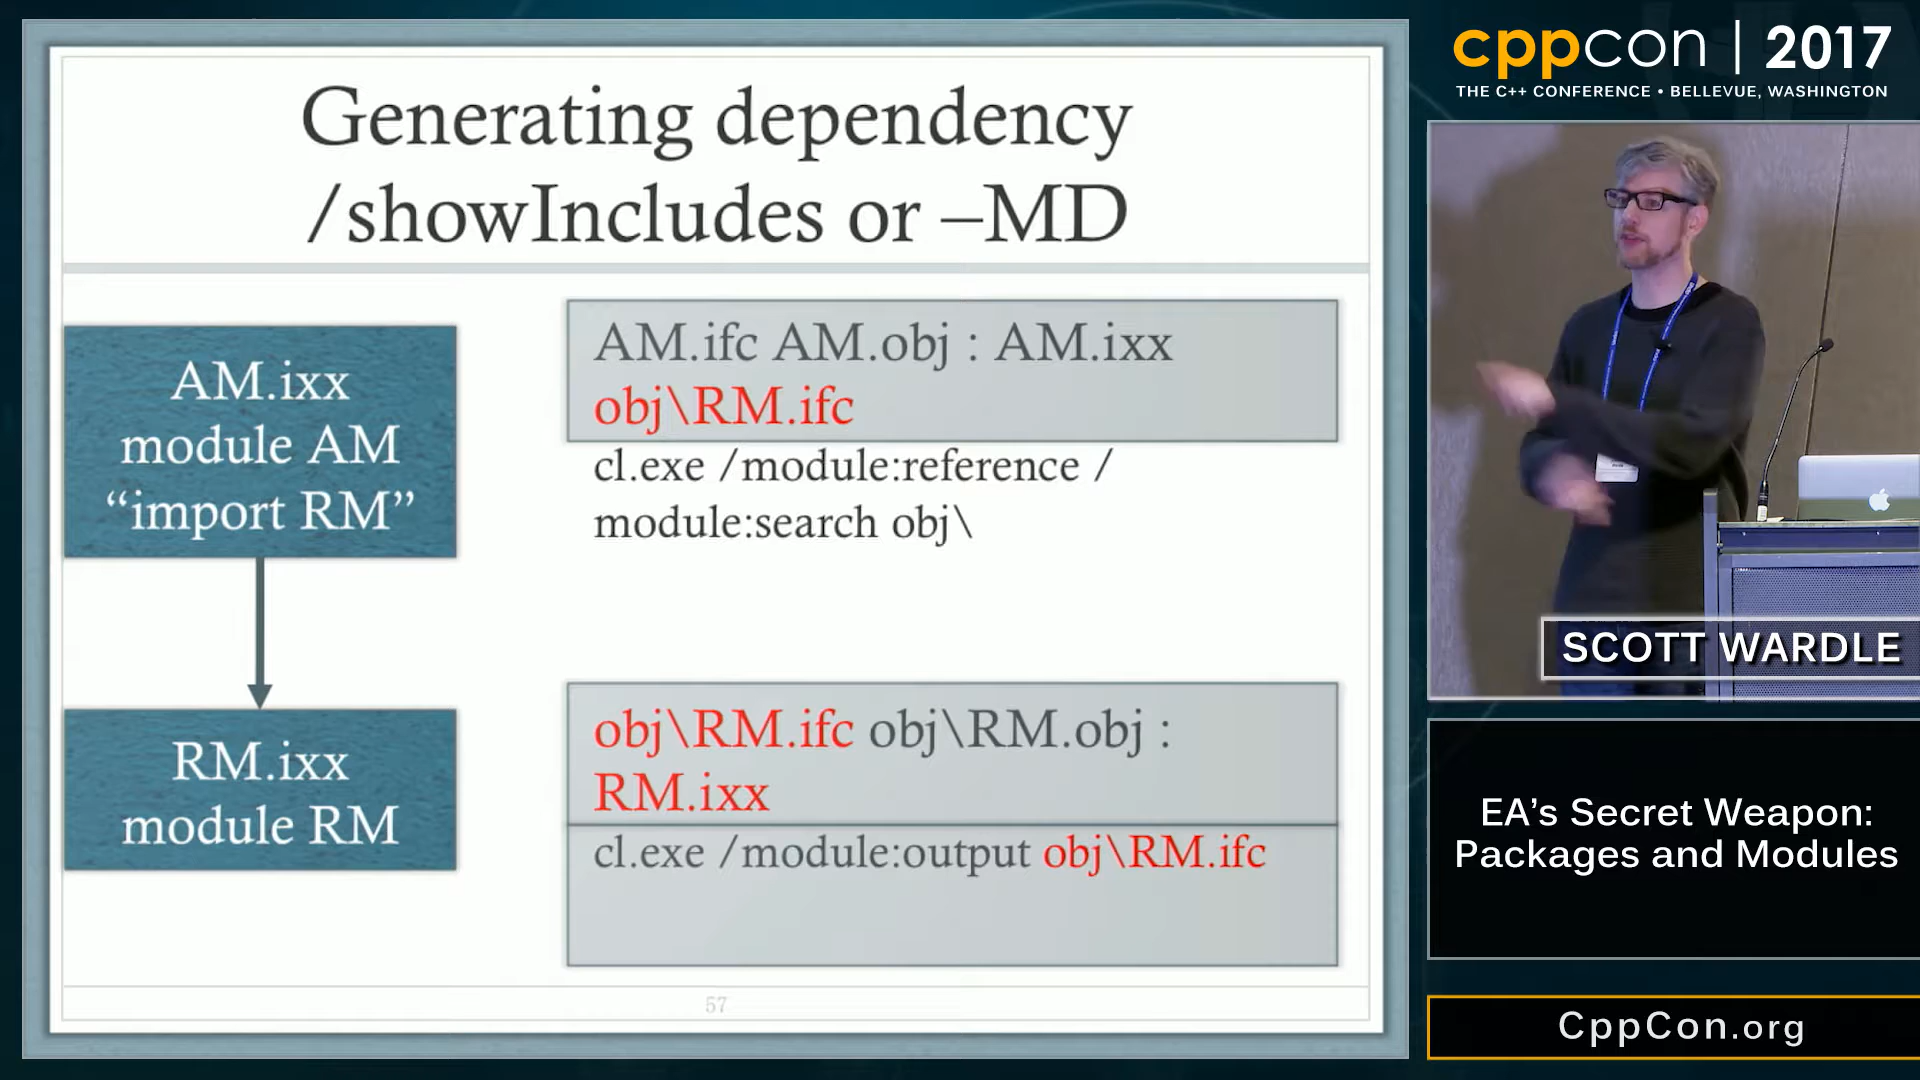 Generating dependency
/showIncludes or –MD
AM.ixx
module AM
“import RM”
AM.ifc AM.obj : AM.ixx
obj\RM.ifc
cl.exe /module:reference /
module:search obj\
RM.ixx
module RM
obj\RM.ifc obj\RM.obj :
RM.ixx
cl.exe /module:output obj\RM.ifc
57
cppcon | 2017
THE C++ CONFERENCE • BELLEVUE, WASHINGTON
SCOTT WARDLE
EA’s Secret Weapon:
Packages and Modules
CppCon.org